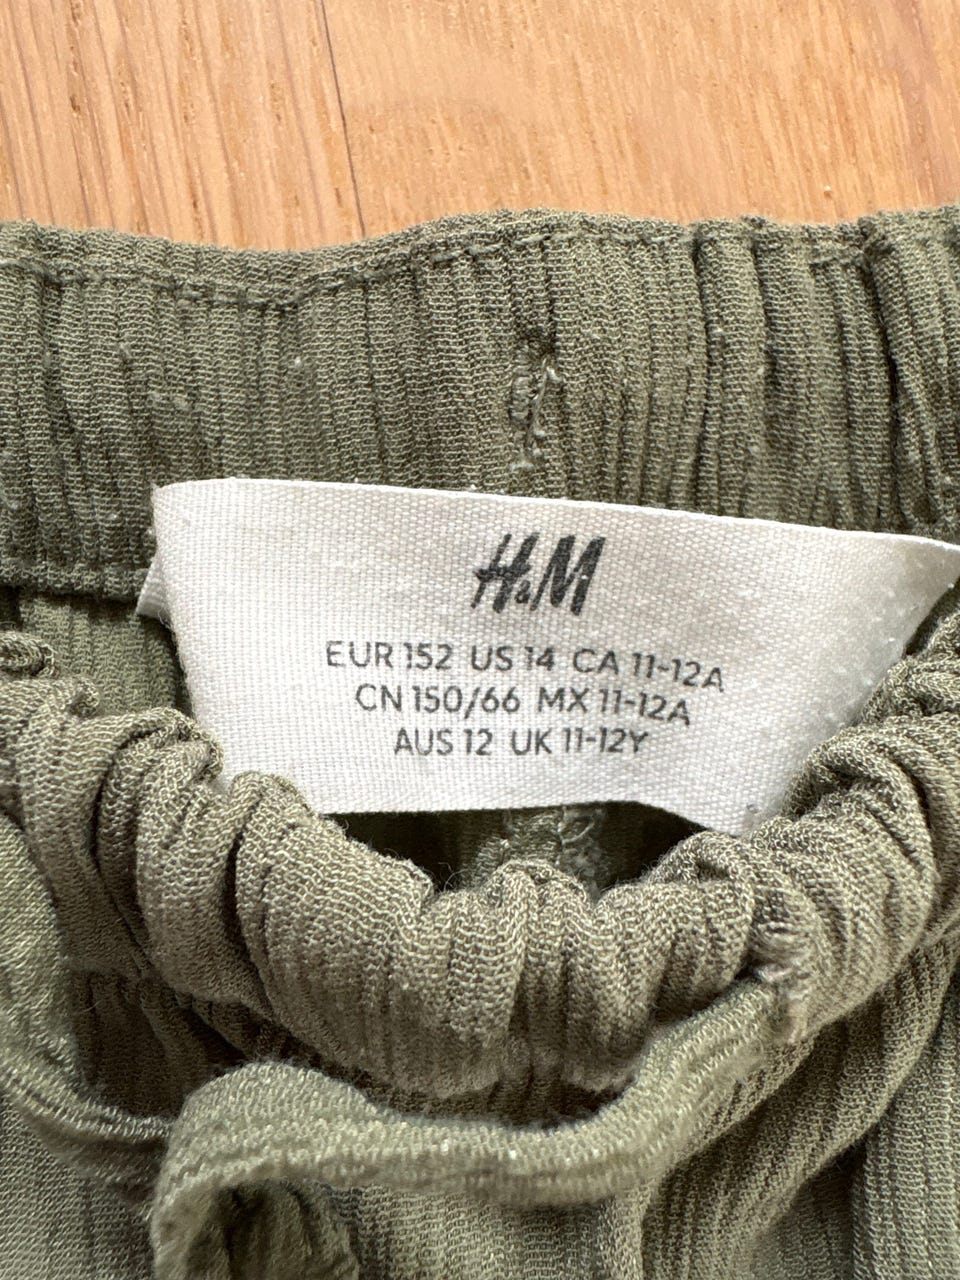 H&M
EUR 152 US 14 CA 11-12A
CN 150/66 MX 11-12A
AUS 12 UK 11-12Y